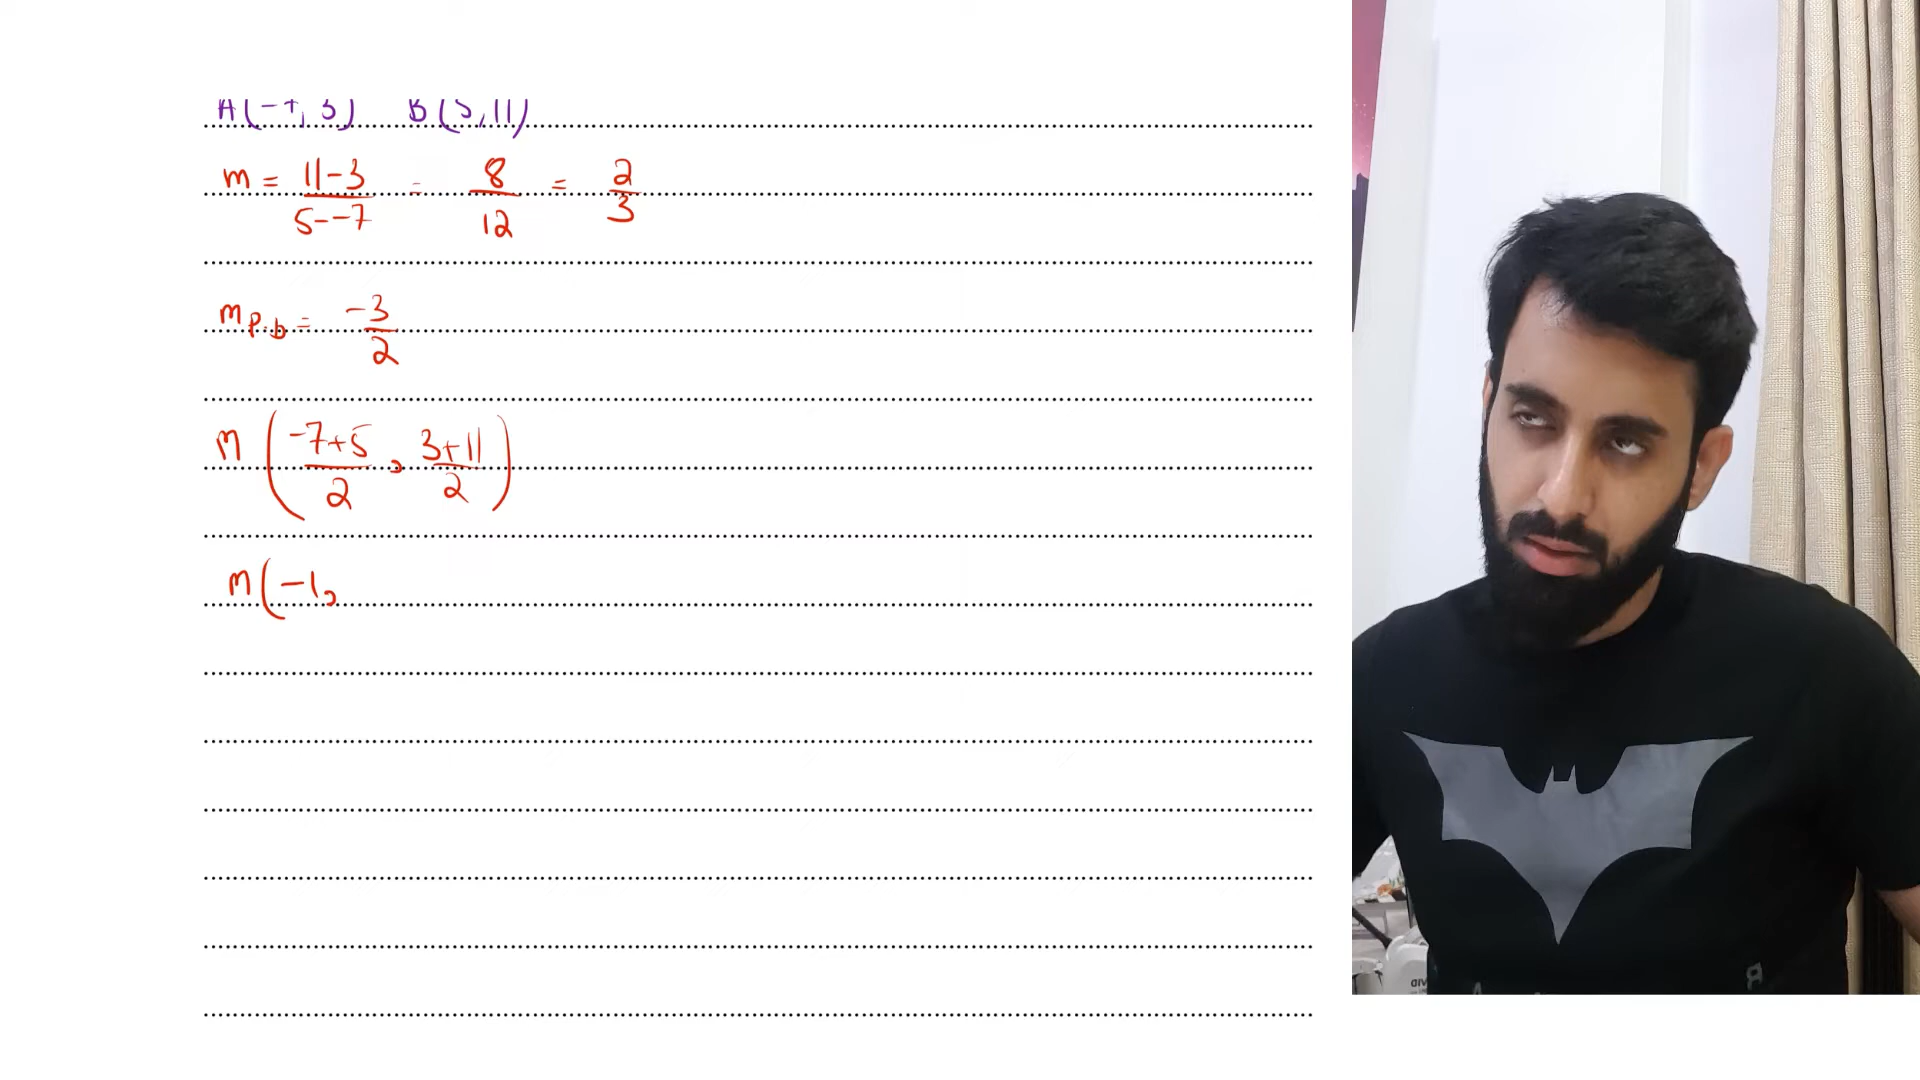 A(-7, 3) B(5, 11)
m = 11-3 / 5--7 = 8/12 = 2/3
m p.b = -3/2
M ( -7+5 / 2 , 3+11 / 2 )
M (-1,